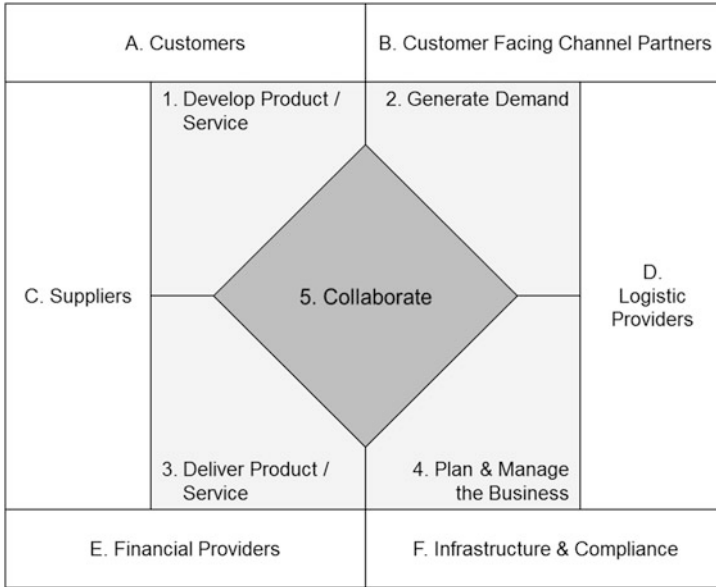 A. Customers
B. Customer Facing Channel Partners
1. Develop Product /
Service
2. Generate Demand
C. Suppliers
5. Collaborate
D.
Logistic
Providers
3. Deliver Product /
Service
4. Plan & Manage
the Business
E. Financial Providers
F. Infrastructure & Compliance